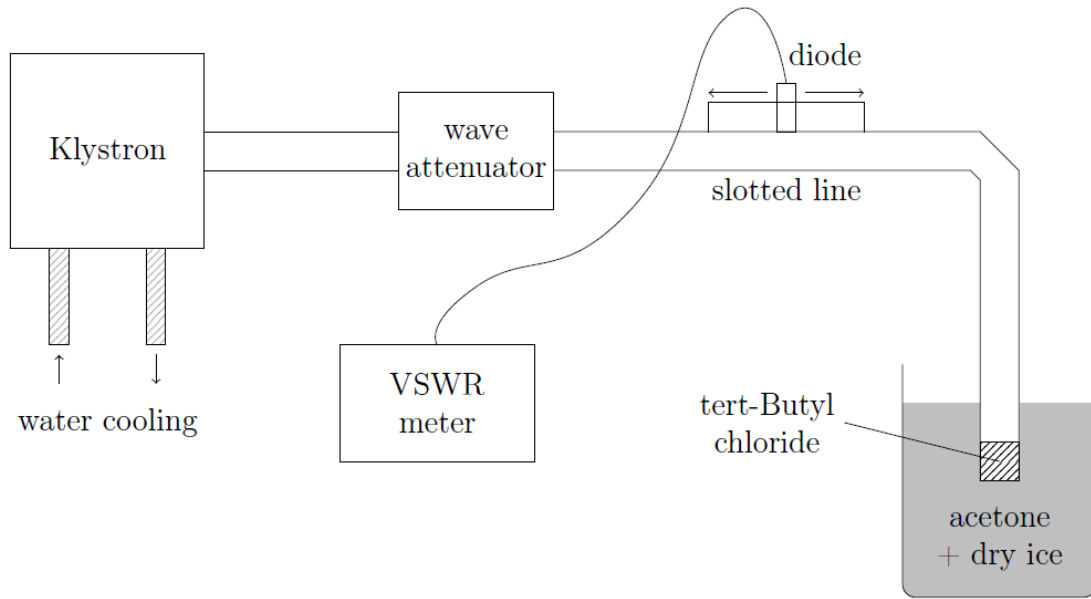 diode
Klystron
wave
attenuator
slotted line
VSWR
meter
water cooling
tert-Butyl
chloride
acetone
+ dry ice